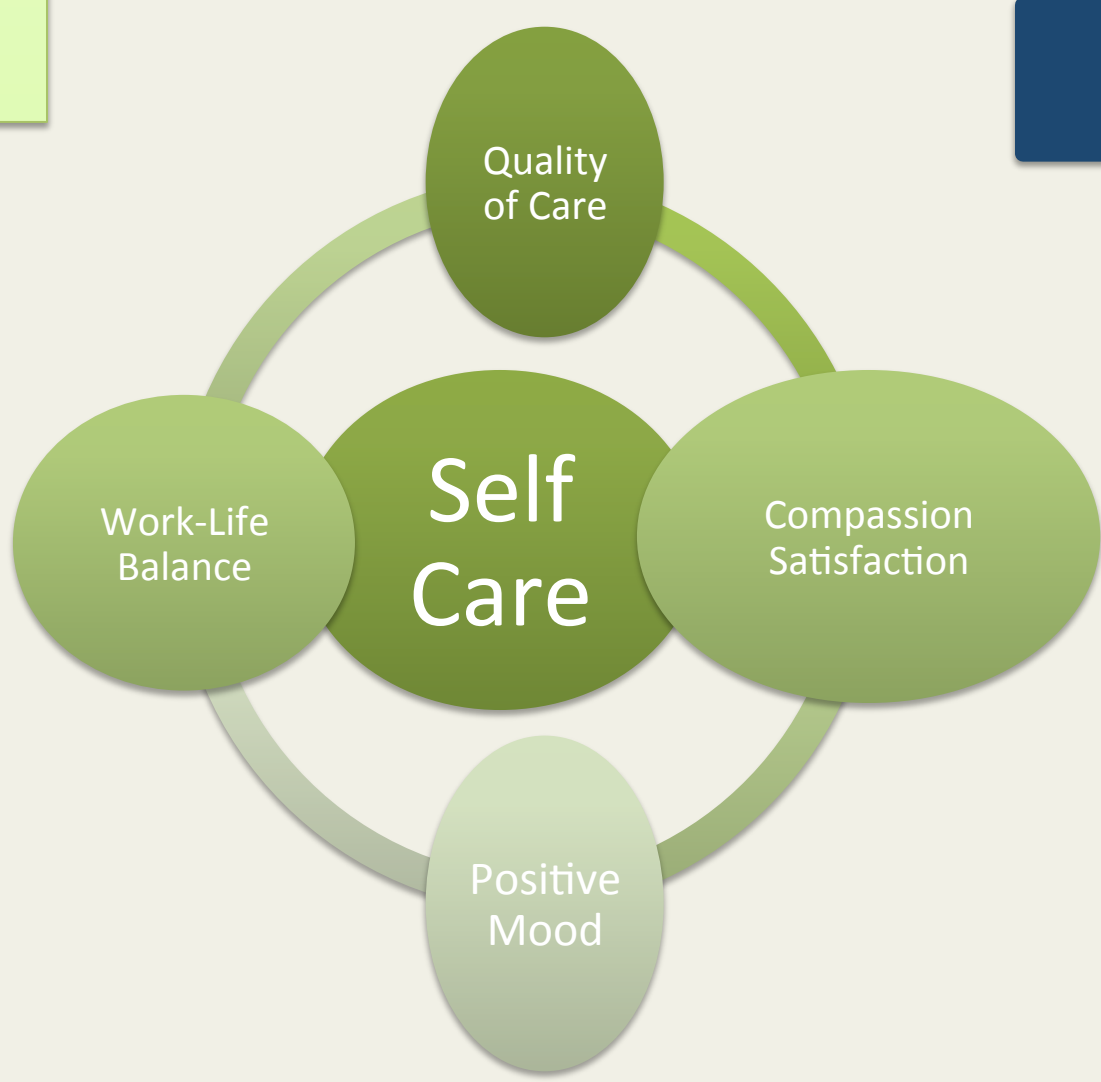 Quality
of Care
Self
Care
Work-Life
Balance
Compassion
Satisfaction
Positive
Mood